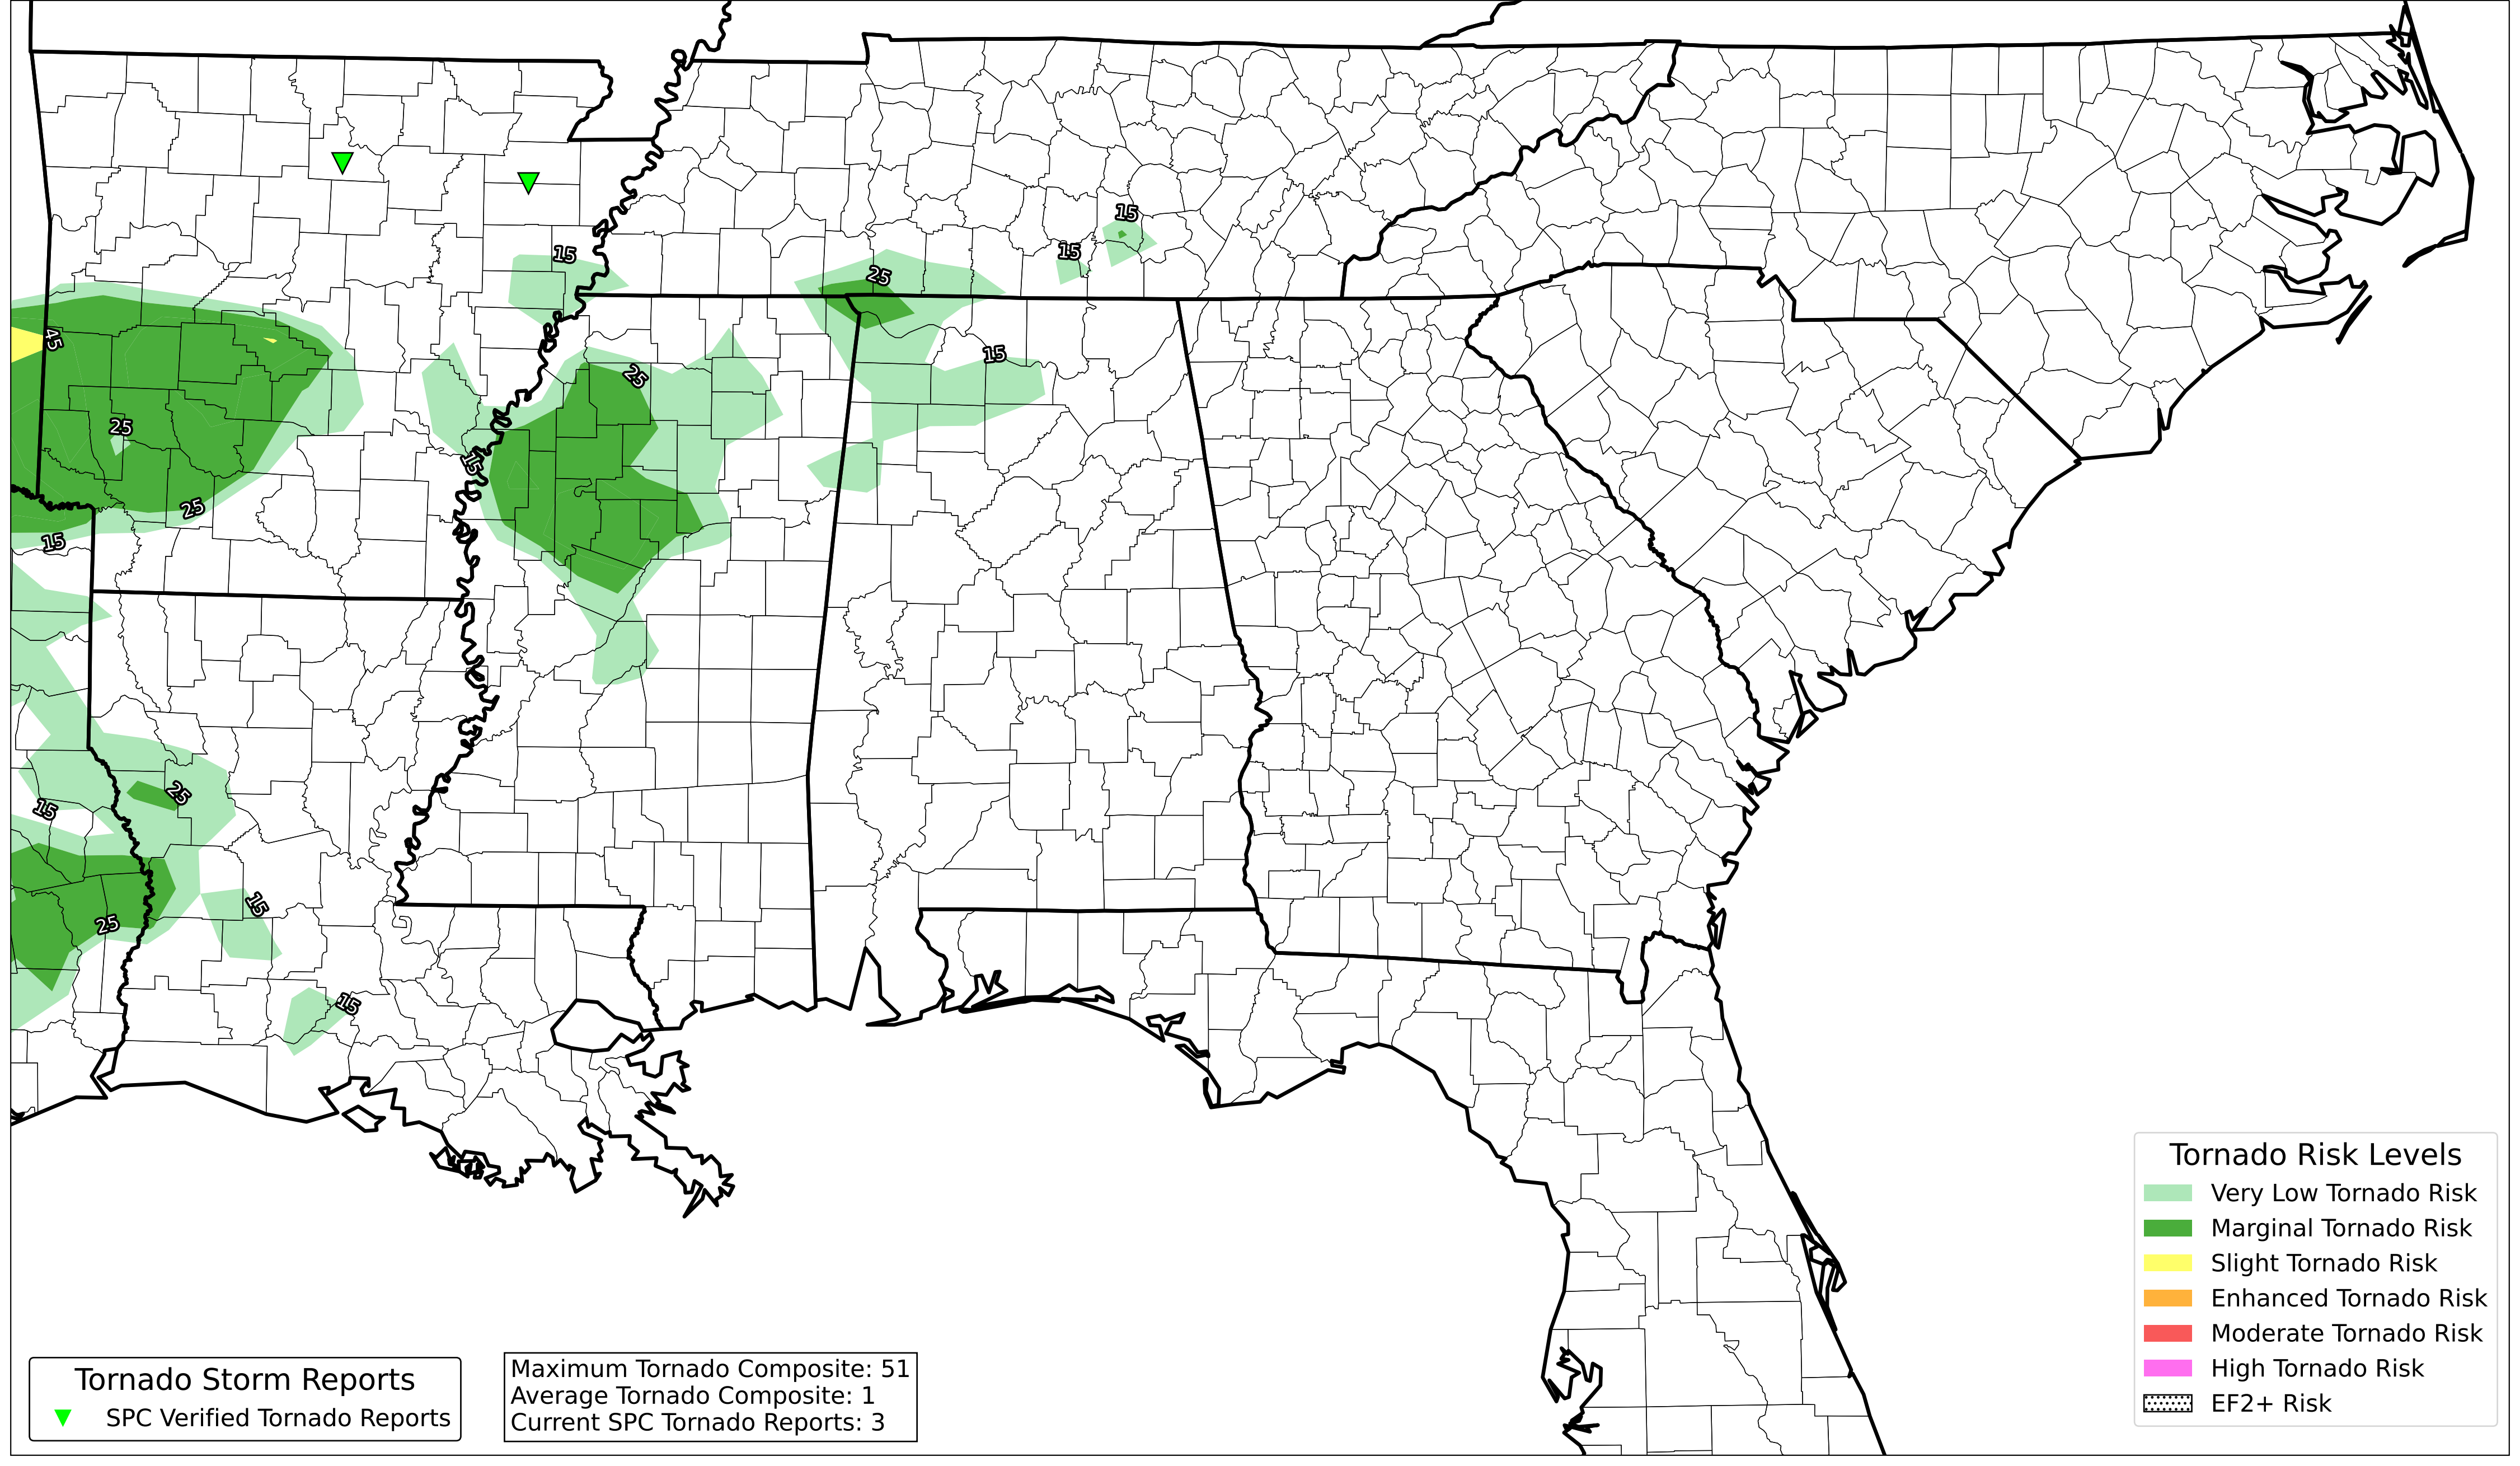 15
15
15
25
45
15
25
25
15
25
15
25
15
25
15
15
25
15
Tornado Risk Levels
Very Low Tornado Risk
Marginal Tornado Risk
Slight Tornado Risk
Enhanced Tornado Risk
Moderate Tornado Risk
High Tornado Risk
EF2+ Risk
Tornado Storm Reports
SPC Verified Tornado Reports
Maximum Tornado Composite: 51
Average Tornado Composite: 1
Current SPC Tornado Reports: 3